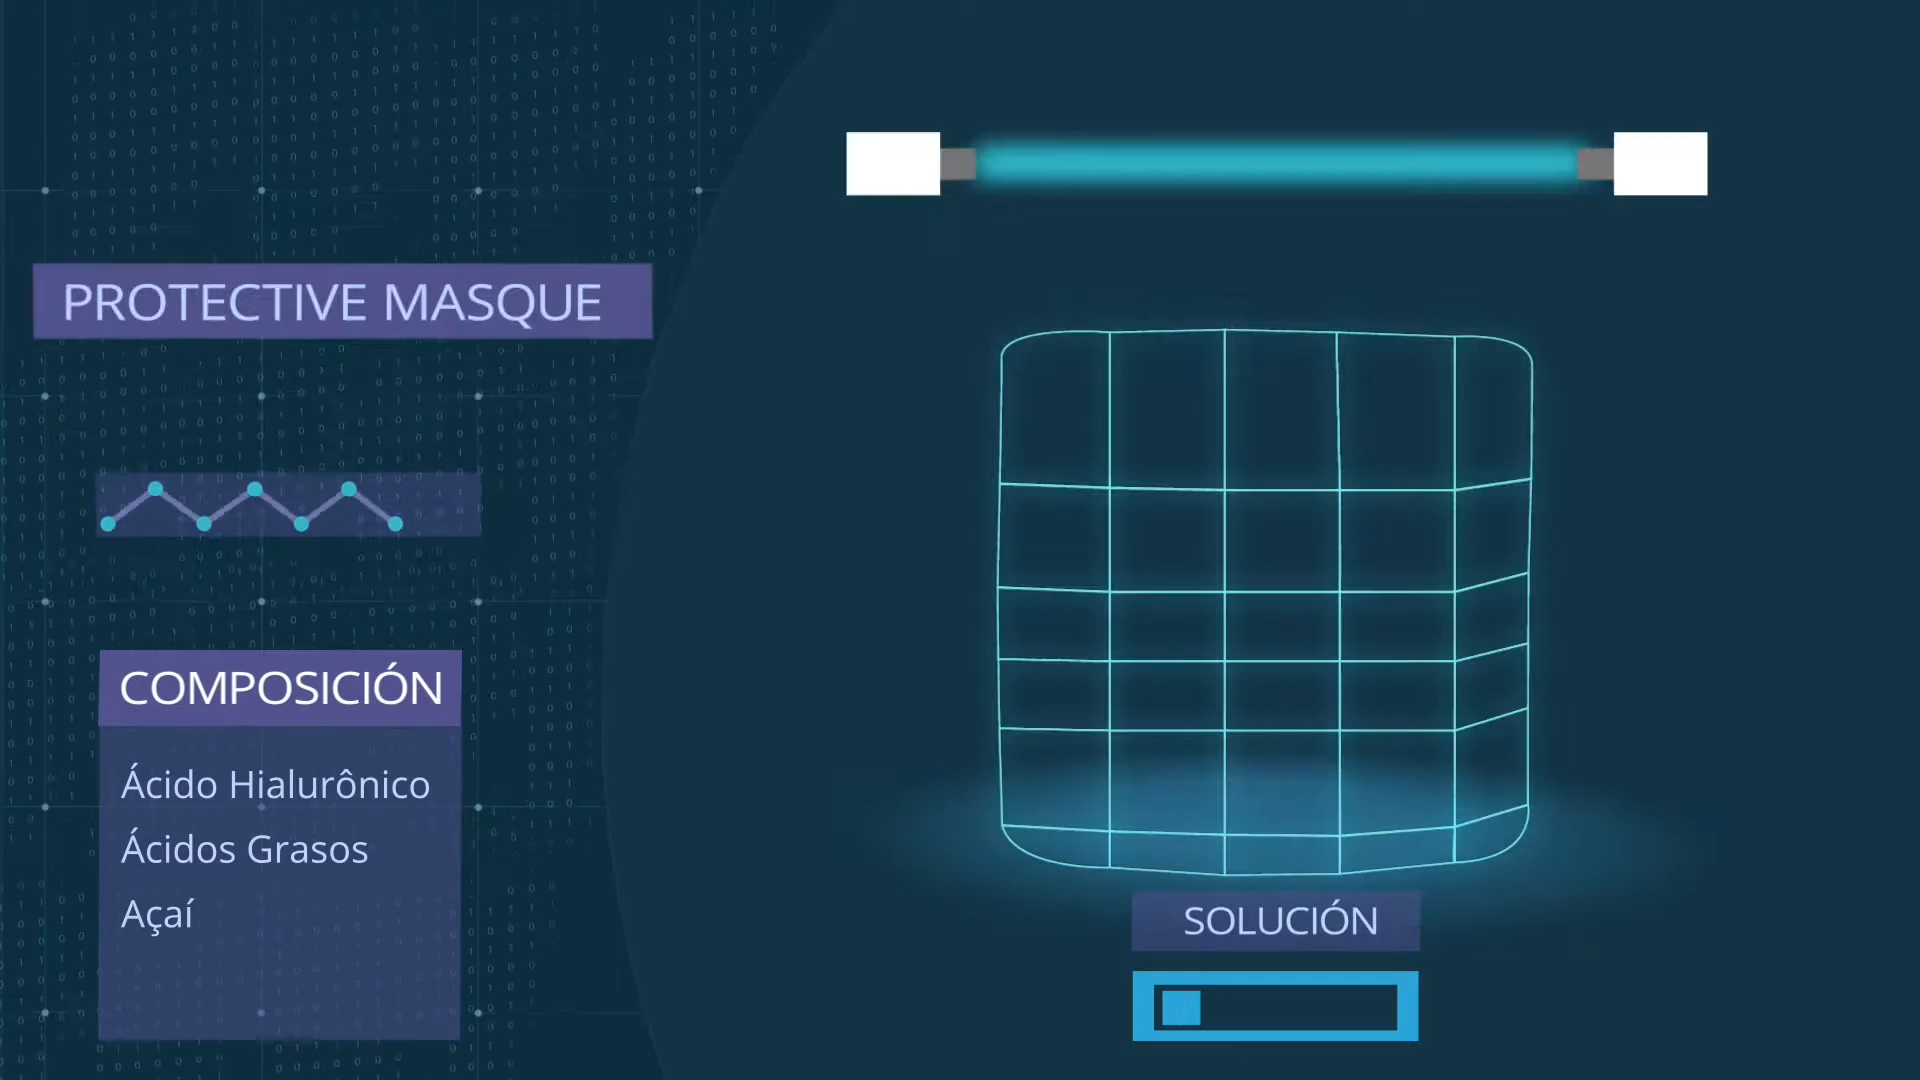 PROTECTIVE MASQUE
COMPOSICIÓN
Ácido Hialurônico
Ácidos Grasos
Açaí
SOLUCIÓN